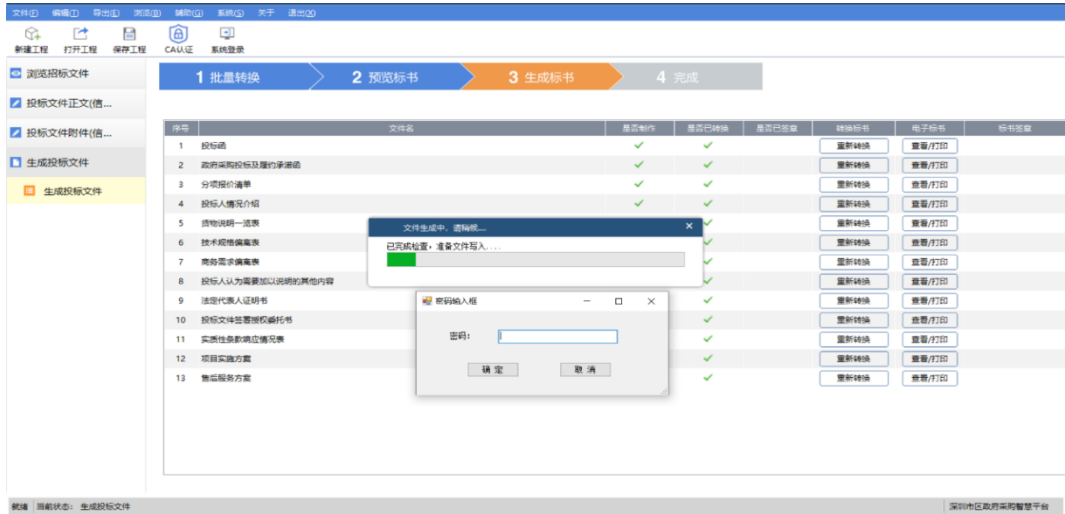 文件(F) 编辑(T) 导出(E) 浏览(B) 辅助(G) 系统(S) 关于 退出(X)
新建工程 打开工程 保存工程 CA认证 系统登录
浏览招标文件
投标文件正文(信...
投标文件附件(信...
生成投标文件
生成投标文件
1 批量转换 2 预览标书 3 生成标书 4 完成
序号 文件名 是否制作 是否已转换 是否已签章 转换标书 电子标书 标书签章
1 投标函 重新转换 查看/打印
2 政府采购投标及履约承诺函 重新转换 查看/打印
3 分项报价清单 重新转换 查看/打印
4 投标人情况介绍 重新转换 查看/打印
5 货物说明一览表 重新转换 查看/打印
6 技术规格偏离表 重新转换 查看/打印
7 商务需求偏离表 重新转换 查看/打印
8 投标人认为需要加以说明的其他内容 重新转换 查看/打印
9 法定代表人证明书 重新转换 查看/打印
10 投标文件签署授权委托书 重新转换 查看/打印
11 实质性条款响应情况表 重新转换 查看/打印
12 项目实施方案 重新转换 查看/打印
13 售后服务方案 重新转换 查看/打印
文件生成中，请稍候...
已完成检查，准备文件写入....
密码输入框
密码：
确定 取消
就绪 当前状态： 生成投标文件 深圳市区政府采购智慧平台